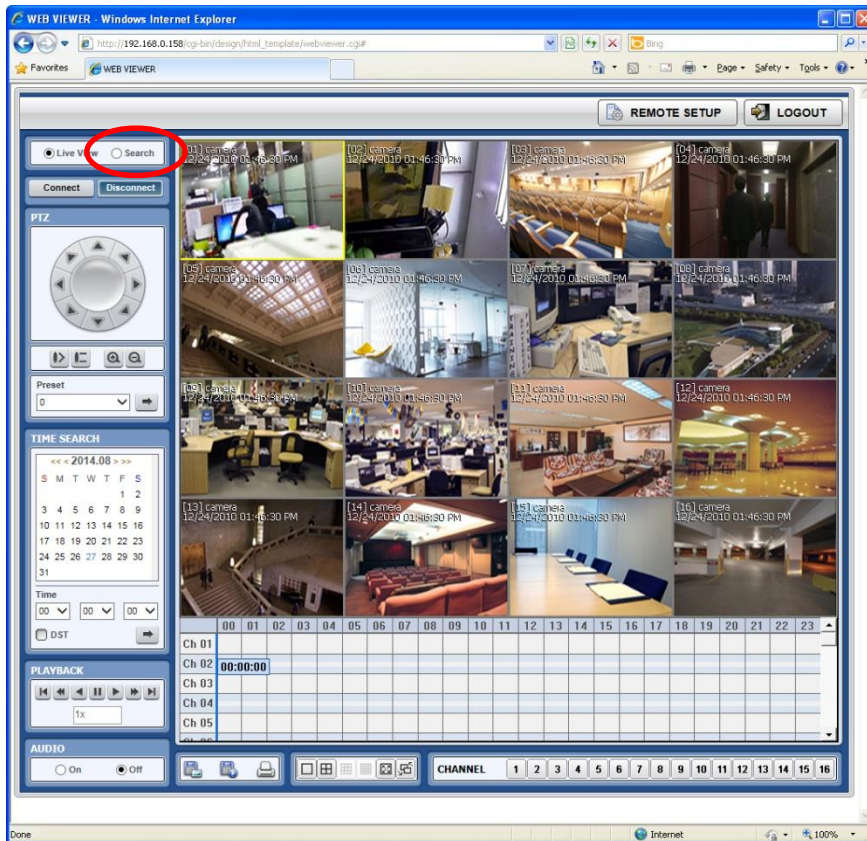 WEB VIEWER - Windows Internet Explorer
http://192.168.0.158/cgi-bin/design/html_template/webviewer.cgi#
Bing
Favorites WEB VIEWER Page Safety Tools
REMOTE SETUP LOGOUT
Live View Search
Connect Disconnect
PTZ
Preset
0
TIME SEARCH
<< < 2014.08 > >>
S M T W T F S
1 2
3 4 5 6 7 8 9
10 11 12 13 14 15 16
17 18 19 20 21 22 23
24 25 26 27 28 29 30
31
Time
00 00 00
DST
PLAYBACK
1x
AUDIO
On Off
[01] camera
12/24/2010 01:46:30 PM
[02] camera
12/24/2010 01:46:30 PM
[03] camera
12/24/2010 01:46:30 PM
[04] camera
12/24/2010 01:46:30 PM
[05] camera
12/24/2010 01:46:30 PM
[06] camera
12/24/2010 01:46:30 PM
[07] camera
12/24/2010 01:46:30 PM
[08] camera
12/24/2010 01:46:30 PM
[09] camera
12/24/2010 01:46:30 PM
[10] camera
12/24/2010 01:46:30 PM
[11] camera
12/24/2010 01:46:30 PM
[12] camera
12/24/2010 01:46:30 PM
[13] camera
12/24/2010 01:46:30 PM
[14] camera
12/24/2010 01:46:30 PM
[15] camera
12/24/2010 01:46:30 PM
[16] camera
12/24/2010 01:46:30 PM
00 01 02 03 04 05 06 07 08 09 10 11 12 13 14 15 16 17 18 19 20 21 22 23
Ch 01
Ch 02 00:00:00
Ch 03
Ch 04
Ch 05
CHANNEL 1 2 3 4 5 6 7 8 9 10 11 12 13 14 15 16
Done Internet 100%